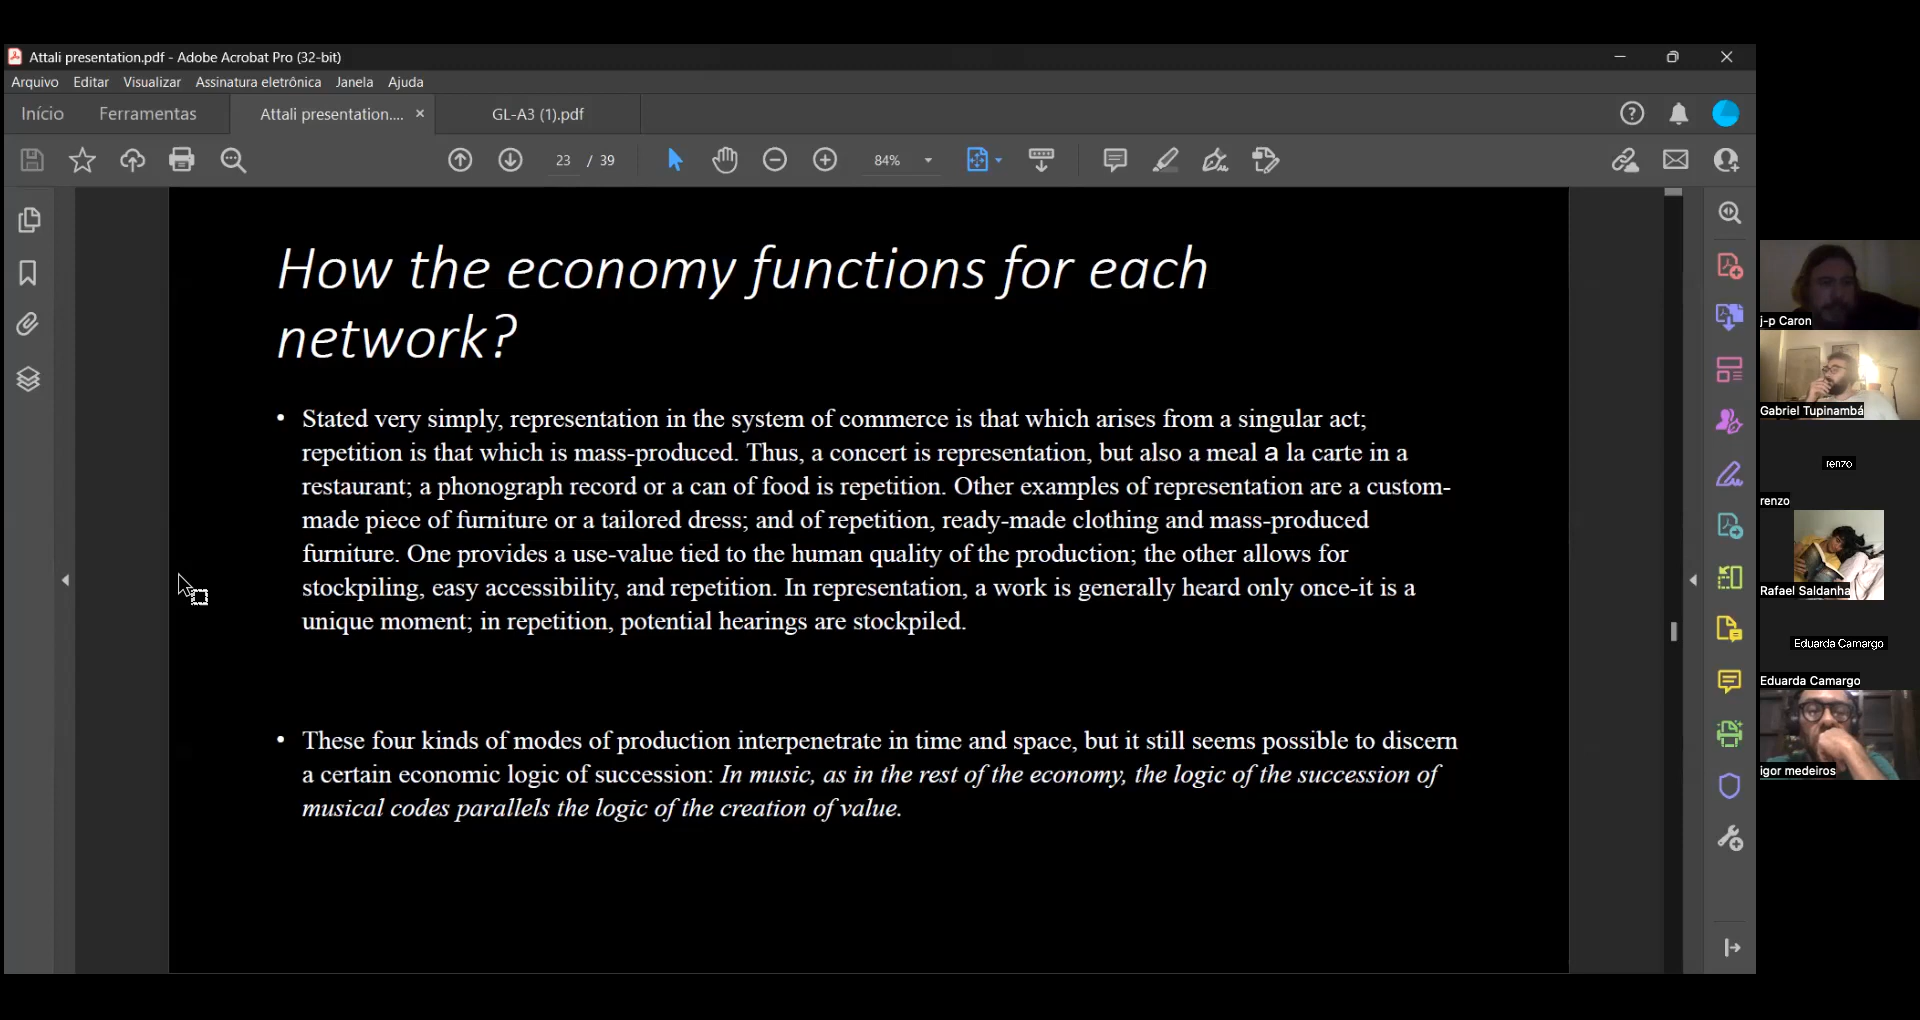 Attali presentation.pdf - Adobe Acrobat Pro (32-bit)
Arquivo Editar Visualizar Assinatura eletrônica Janela Ajuda
Início Ferramentas Attali presentation.... × GL-A3 (1).pdf
23 / 39 84%
How the economy functions for each
network?
• Stated very simply, representation in the system of commerce is that which arises from a singular act;
repetition is that which is mass-produced. Thus, a concert is representation, but also a meal a la carte in a
restaurant; a phonograph record or a can of food is repetition. Other examples of representation are a custom-
made piece of furniture or a tailored dress; and of repetition, ready-made clothing and mass-produced
furniture. One provides a use-value tied to the human quality of the production; the other allows for
stockpiling, easy accessibility, and repetition. In representation, a work is generally heard only once-it is a
unique moment; in repetition, potential hearings are stockpiled.
• These four kinds of modes of production interpenetrate in time and space, but it still seems possible to discern
a certain economic logic of succession: In music, as in the rest of the economy, the logic of the succession of
musical codes parallels the logic of the creation of value.
j-p Caron
Gabriel Tupinambá
renzo
renzo
Rafael Saldanha
Eduarda Camargo
Eduarda Camargo
igor medeiros